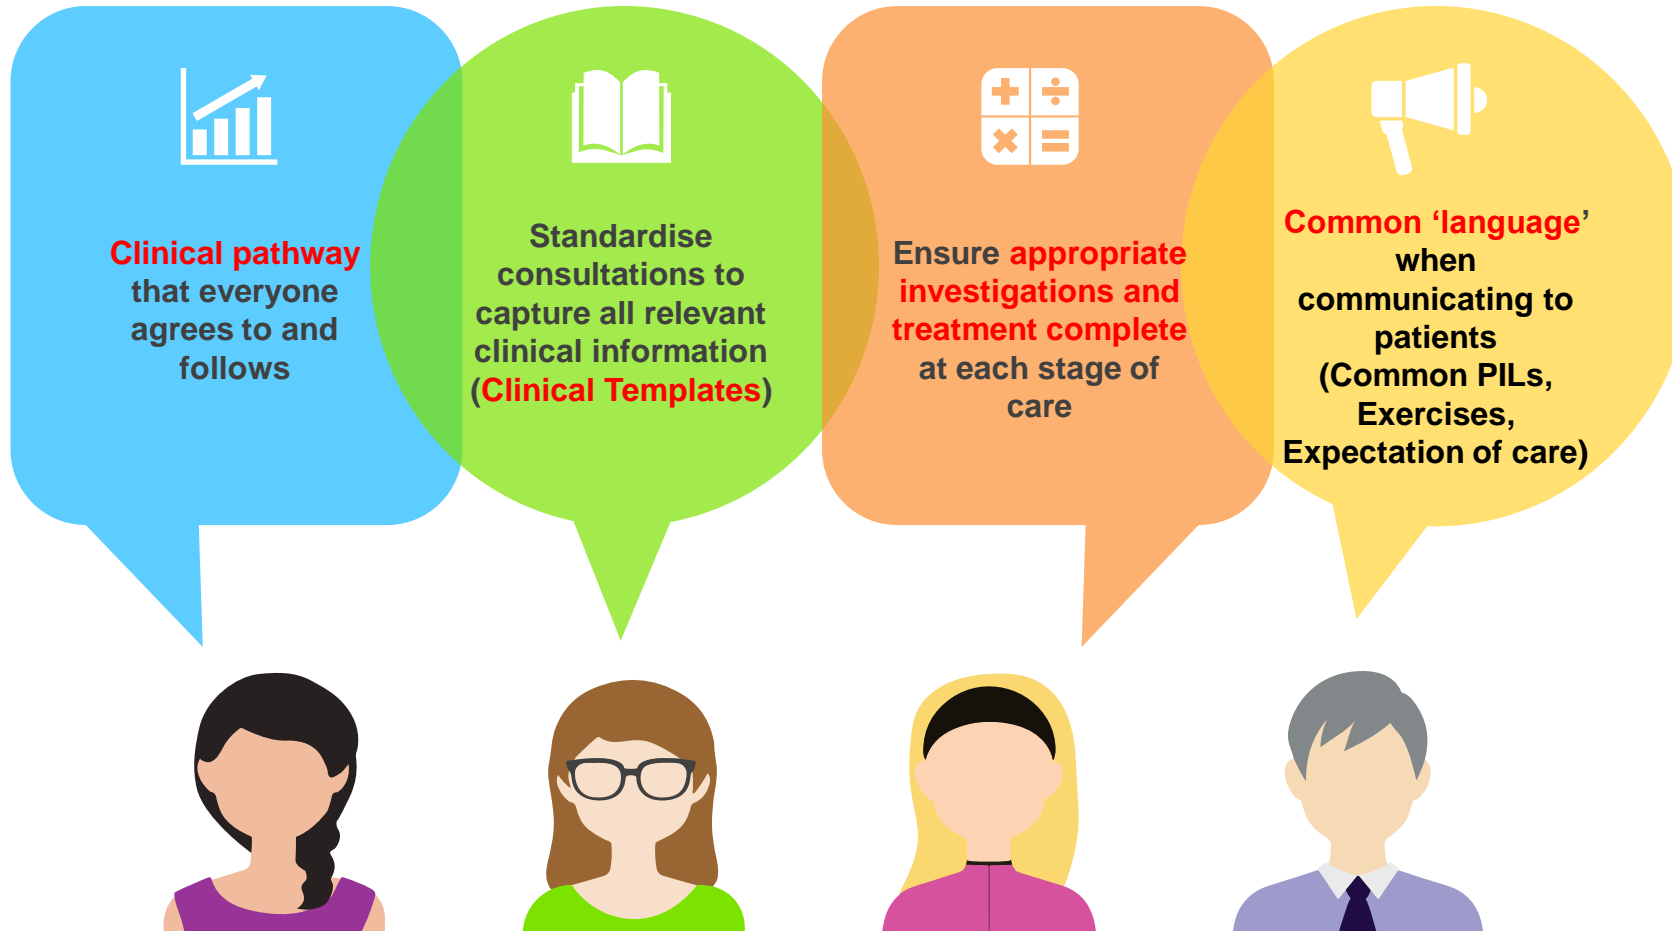 Clinical pathway
that everyone
agrees to and
follows
Standardise
consultations to
capture all relevant
clinical information
(Clinical Templates)
Ensure appropriate
investigations and
treatment complete
at each stage of
care
Common ‘language’
when
communicating to
patients
(Common PILs,
Exercises,
Expectation of care)